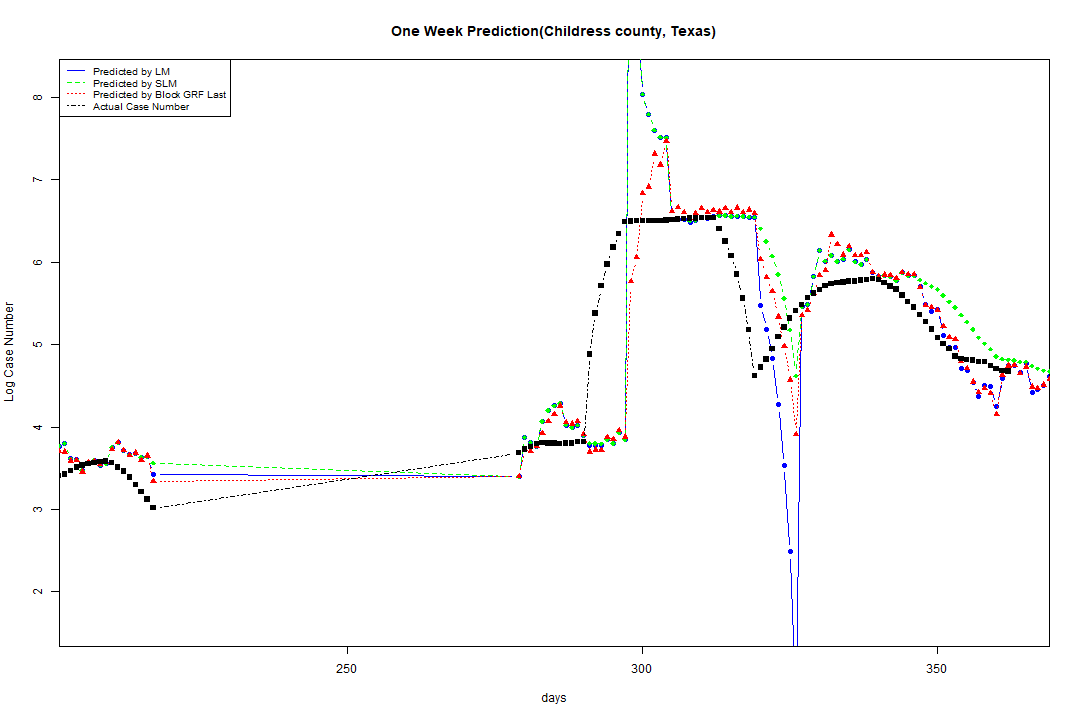 One Week Prediction(Childress county, Texas)
Predicted by LM
Predicted by SLM
Predicted by Block GRF Last
Actual Case Number
8
7
6
5
4
3
2
Log Case Number
250
300
350
days